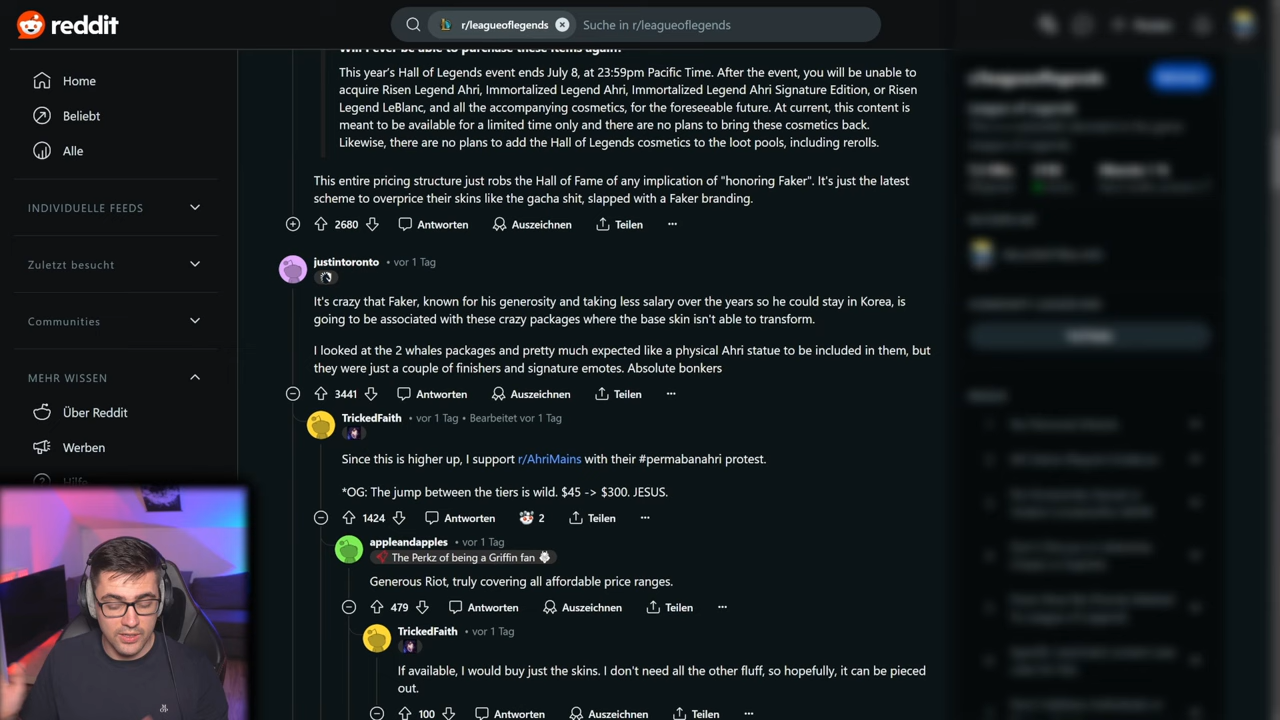 reddit
r/leagueoflegends
Suche in r/leagueoflegends
Home
Beliebt
Alle
INDIVIDUELLE FEEDS
Zuletzt besucht
Communities
MEHR WISSEN
Über Reddit
Werben
Hilfe
Will I ever be able to purchase these items again?
This year's Hall of Legends event ends July 8, at 23:59pm Pacific Time. After the event, you will be unable to
acquire Risen Legend Ahri, Immortalized Legend Ahri, Immortalized Legend Ahri Signature Edition, or Risen
Legend LeBlanc, and all the accompanying cosmetics, for the foreseeable future. At current, this content is
meant to be available for a limited time only and there are no plans to bring these cosmetics back.
Likewise, there are no plans to add the Hall of Legends cosmetics to the loot pools, including rerolls.
This entire pricing structure just robs the Hall of Fame of any implication of "honoring Faker". It's just the latest
scheme to overprice their skins like the gacha shit, slapped with a Faker branding.
2680 Antworten Auszeichnen Teilen ...
justintoronto • vor 1 Tag
It's crazy that Faker, known for his generosity and taking less salary over the years so he could stay in Korea, is
going to be associated with these crazy packages where the base skin isn't able to transform.
I looked at the 2 whales packages and pretty much expected like a physical Ahri statue to be included in them, but
they were just a couple of finishers and signature emotes. Absolute bonkers
3441 Antworten Auszeichnen Teilen ...
TrickedFaith • vor 1 Tag • Bearbeitet vor 1 Tag
Since this is higher up, I support r/AhriMains with their #permabanahri protest.
*OG: The jump between the tiers is wild. $45 -> $300. JESUS.
1424 Antworten 2 Teilen ...
appleandapples • vor 1 Tag
The Perkz of being a Griffin fan
Generous Riot, truly covering all affordable price ranges.
479 Antworten Auszeichnen Teilen ...
TrickedFaith • vor 1 Tag
If available, I would buy just the skins. I don't need all the other fluff, so hopefully, it can be pieced
out.
100 Antworten Auszeichnen Teilen ...